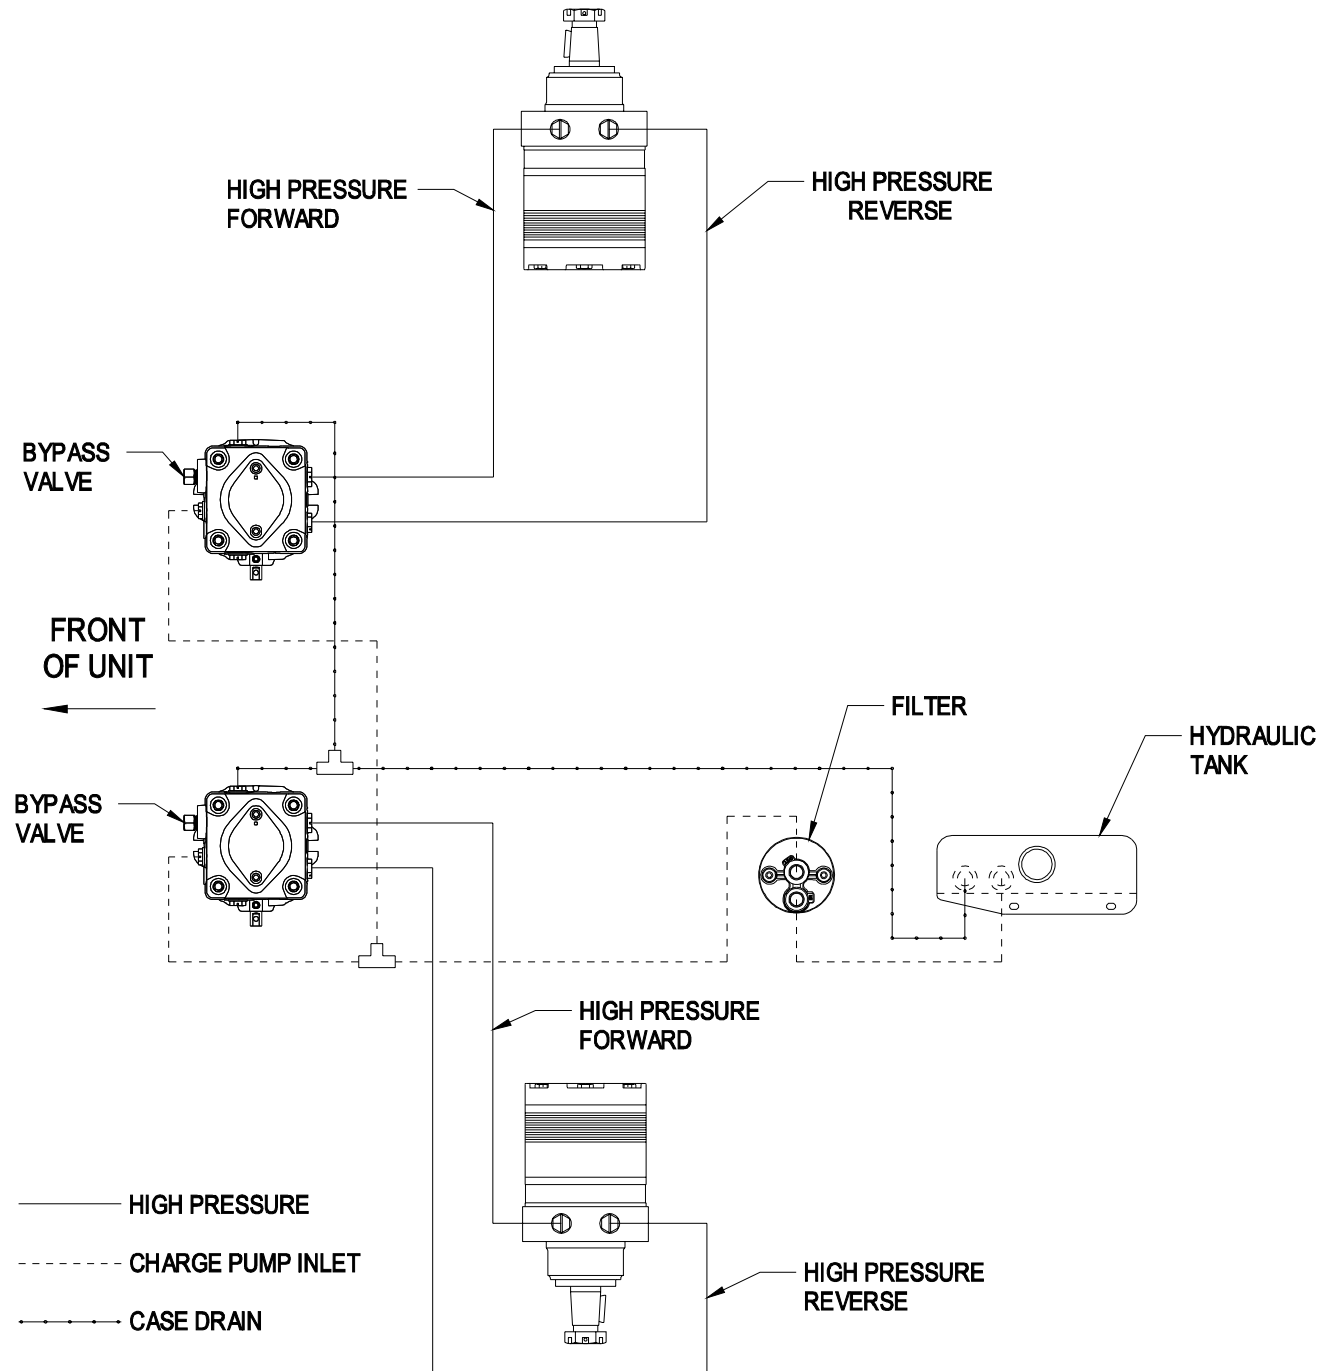 HIGH PRESSURE
FORWARD
HIGH PRESSURE
REVERSE
BYPASS
VALVE
FRONT
OF UNIT
FILTER
HYDRAULIC
TANK
BYPASS
VALVE
HIGH PRESSURE
FORWARD
HIGH PRESSURE
CHARGE PUMP INLET
CASE DRAIN
HIGH PRESSURE
REVERSE